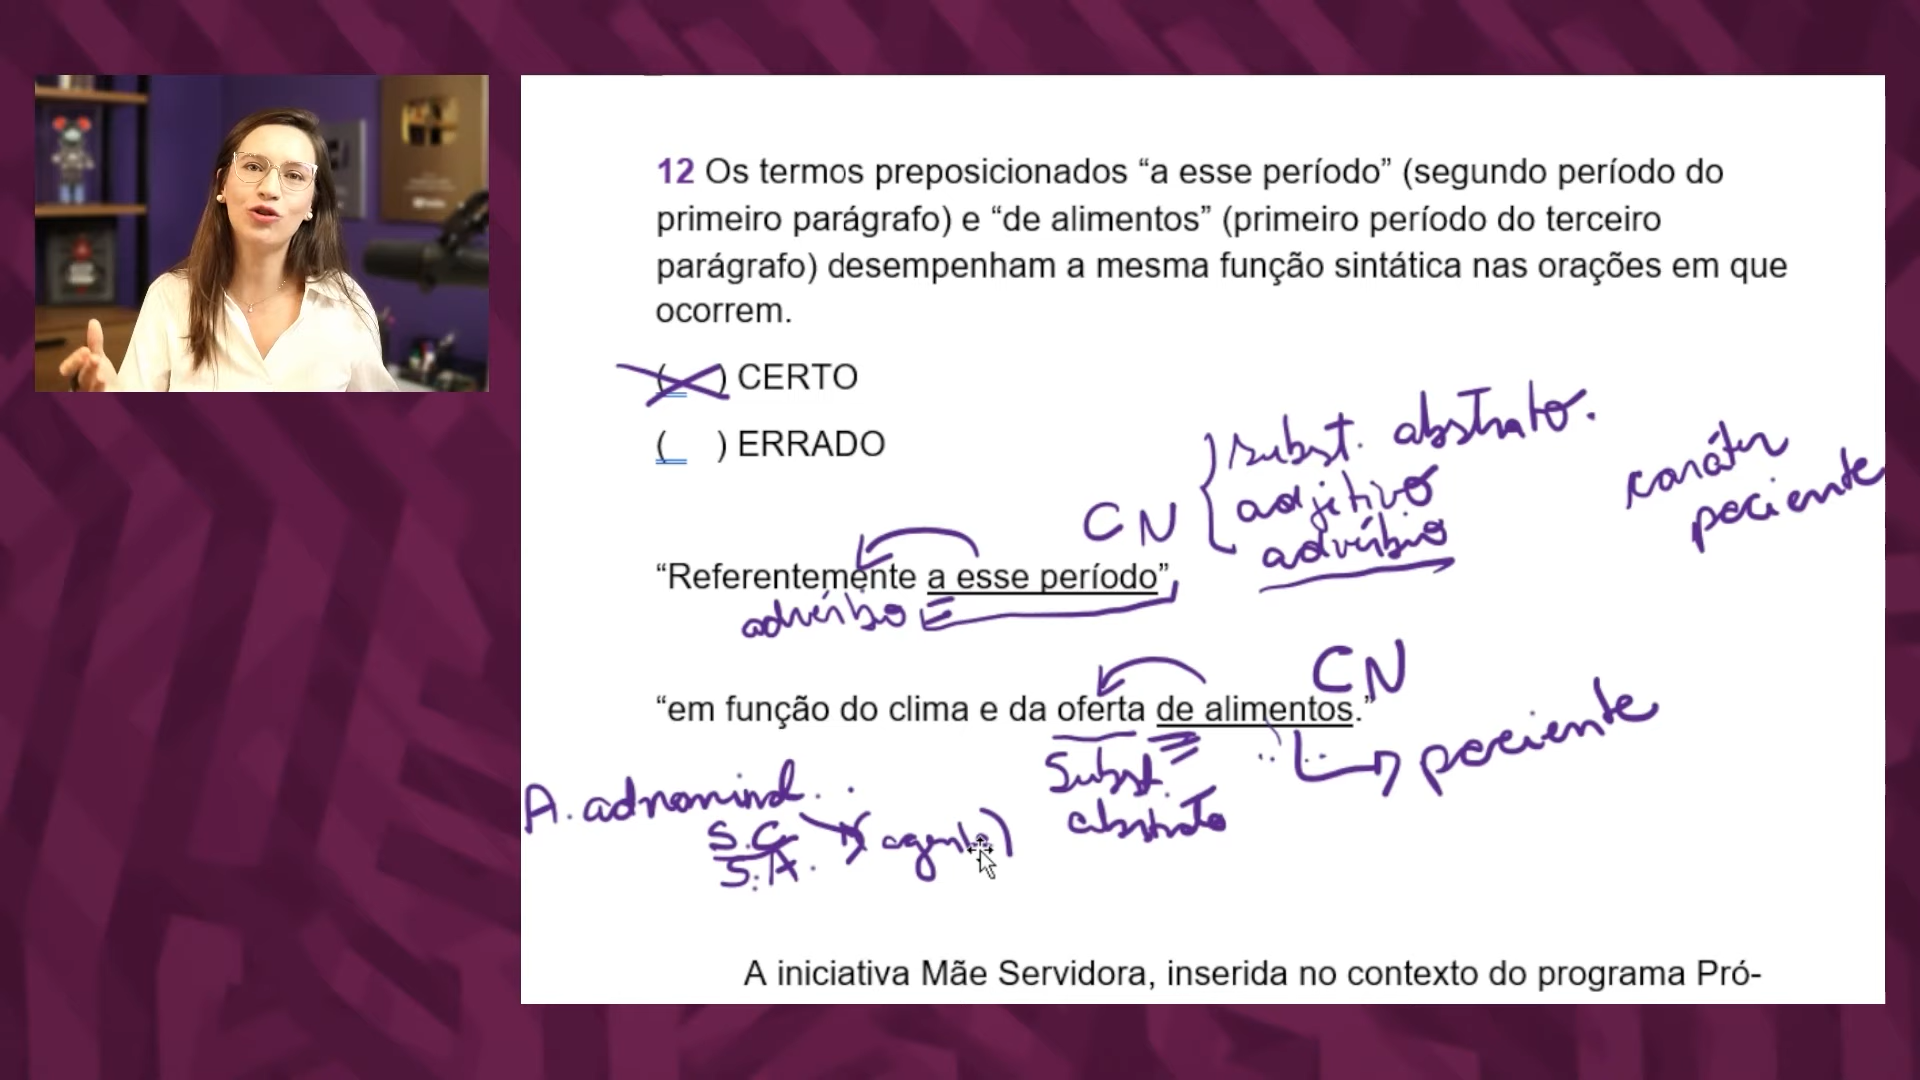 12 Os termos preposicionados “a esse período” (segundo período do
primeiro parágrafo) e “de alimentos” (primeiro período do terceiro
parágrafo) desempenham a mesma função sintática nas orações em que
ocorrem.
( ) CERTO
( ) ERRADO
subst. abstrato.
CN adjetivo
advérbio
caráter
paciente
“Referentemente a esse período”
advérbio
CN
“em função do clima e da oferta de alimentos.”
Subst.
abstrato
paciente
A. adnominal.
S.C.
S.A.
(agente)
A iniciativa Mãe Servidora, inserida no contexto do programa Pró-